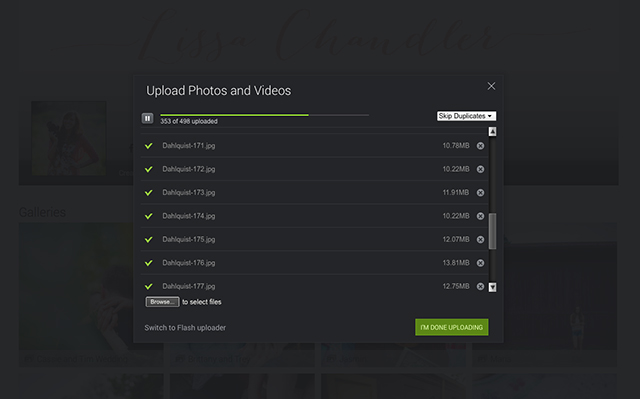 Lissa Chandler
Upload Photos and Videos
353 of 498 uploaded
Skip Duplicates
Dahlquist-171.jpg 10.78MB
Dahlquist-172.jpg 10.22MB
Dahlquist-173.jpg 11.91MB
Dahlquist-174.jpg 10.22MB
Dahlquist-175.jpg 12.07MB
Dahlquist-176.jpg 13.81MB
Dahlquist-177.jpg 12.75MB
Browse... to select files
Switch to Flash uploader
I'M DONE UPLOADING
Galleries